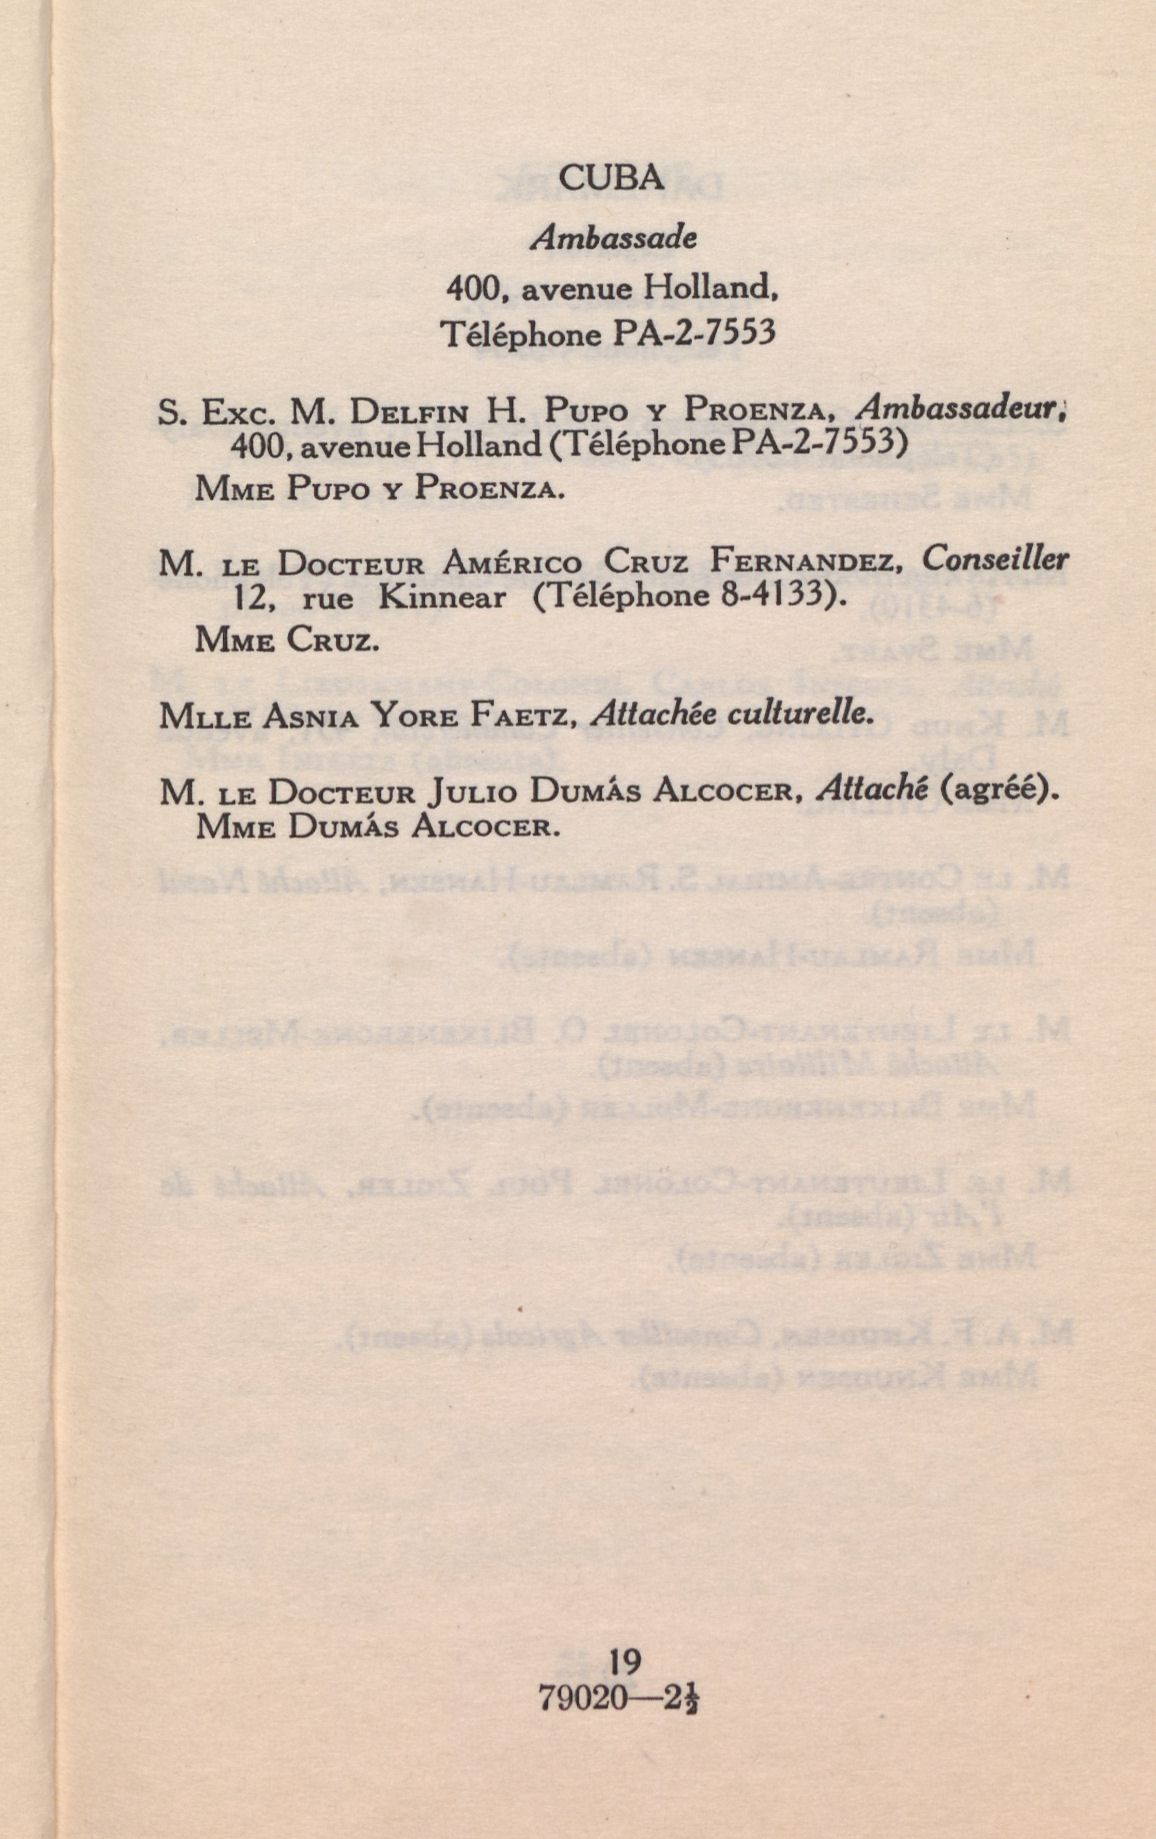 CUBA
Ambassade
400, avenue Holland,
Téléphone PA-2-7553
S. Exc. M. Delfin H. Pupo y Proenza, Ambassadeur,
400, avenue Holland (Téléphone PA-2-7553)
Mme Pupo y Proenza.
M. le Docteur Américo Cruz Fernandez, Conseiller
12, rue Kinnear (Téléphone 8-4133).
Mme Cruz.
Mlle Asnia Yore Faetz, Attachée culturelle.
M. le Docteur Julio Dumás Alcocer, Attaché (agréé).
Mme Dumás Alcocer.
19
79020—2½